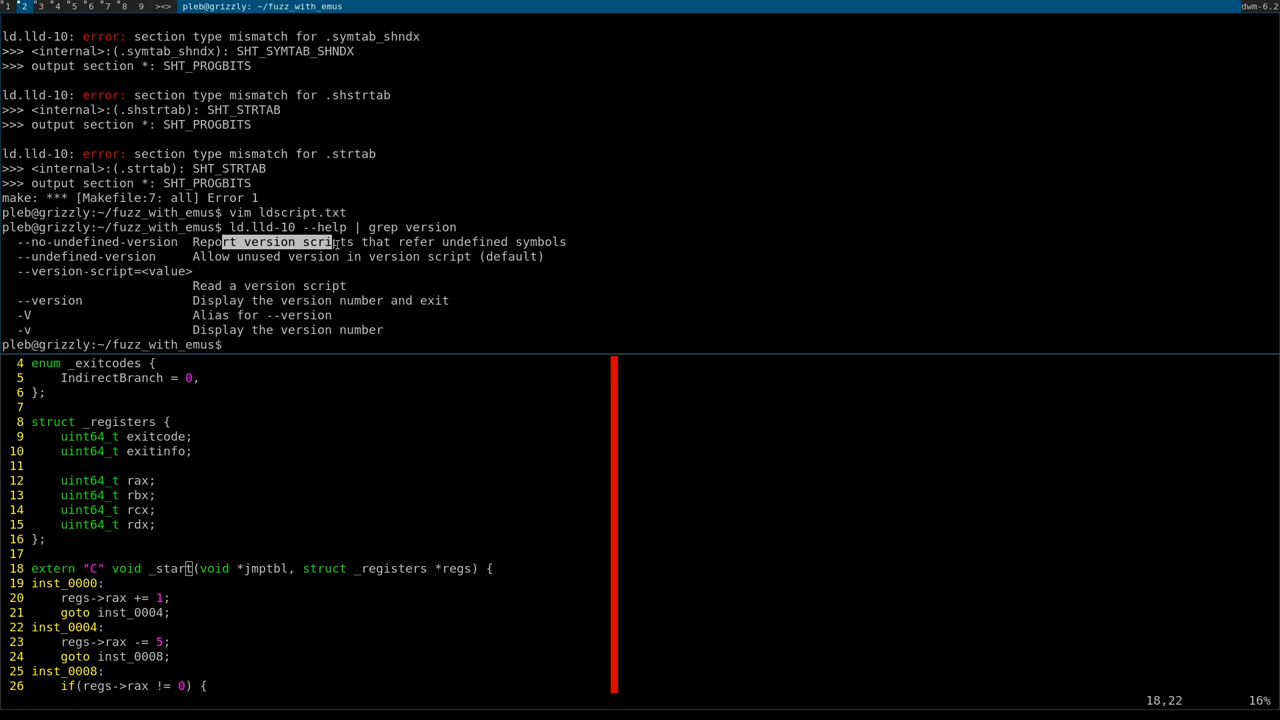 1 2 3 4 5 6 7 8 9 ><> pleb@grizzly: ~/fuzz_with_emus dwm-6.2
ld.lld-10: error: section type mismatch for .symtab_shndx
>>> <internal>:(.symtab_shndx): SHT_SYMTAB_SHNDX
>>> output section *: SHT_PROGBITS
ld.lld-10: error: section type mismatch for .shstrtab
>>> <internal>:(.shstrtab): SHT_STRTAB
>>> output section *: SHT_PROGBITS
ld.lld-10: error: section type mismatch for .strtab
>>> <internal>:(.strtab): SHT_STRTAB
>>> output section *: SHT_PROGBITS
make: *** [Makefile:7: all] Error 1
pleb@grizzly:~/fuzz_with_emus$ vim ldscript.txt
pleb@grizzly:~/fuzz_with_emus$ ld.lld-10 --help | grep version
  --no-undefined-version  Report version scripts that refer undefined symbols
  --undefined-version     Allow unused version in version script (default)
  --version-script=<value>
                          Read a version script
  --version               Display the version number and exit
  -V                      Alias for --version
  -v                      Display the version number
pleb@grizzly:~/fuzz_with_emus$
4 enum _exitcodes {
5     IndirectBranch = 0,
6 };
7
8 struct _registers {
9     uint64_t exitcode;
10     uint64_t exitinfo;
11
12     uint64_t rax;
13     uint64_t rbx;
14     uint64_t rcx;
15     uint64_t rdx;
16 };
17
18 extern "C" void _start(void *jmptbl, struct _registers *regs) {
19 inst_0000:
20     regs->rax += 1;
21     goto inst_0004;
22 inst_0004:
23     regs->rax -= 5;
24     goto inst_0008;
25 inst_0008:
26     if(regs->rax != 0) {
18,22 16%